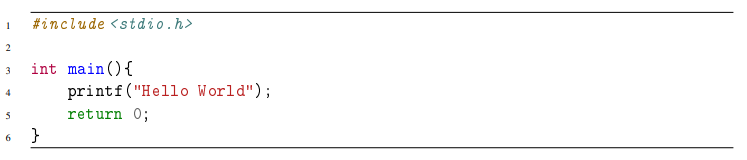 1 #include <stdio.h>
2
3 int main(){
4     printf("Hello World");
5     return 0;
6 }